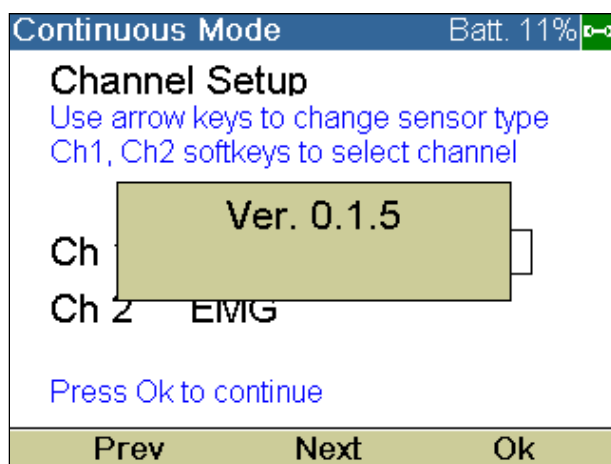 Continuous Mode Batt. 11%
Channel Setup
Use arrow keys to change sensor type
Ch1, Ch2 softkeys to select channel
Ver. 0.1.5
Ch
Ch 2 EMG
Press Ok to continue
Prev Next Ok